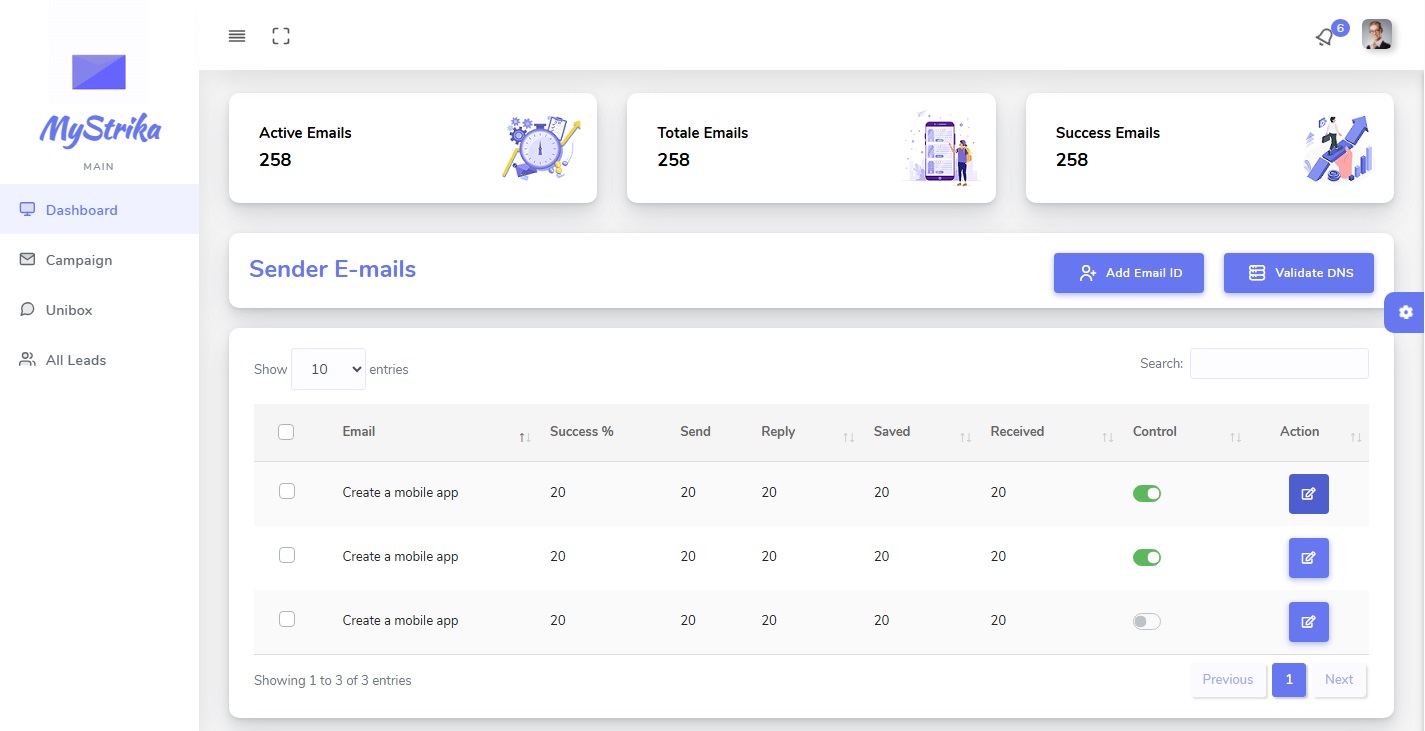 MyStrika
MAIN
Dashboard
Campaign
Unibox
All Leads
6
Active Emails
258
Totale Emails
258
Success Emails
258
Sender E-mails
Add Email ID
Validate DNS
Show 10 entries
Search:
Email Success % Send Reply Saved Received Control Action
Create a mobile app 20 20 20 20 20
Create a mobile app 20 20 20 20 20
Create a mobile app 20 20 20 20 20
Showing 1 to 3 of 3 entries
Previous 1 Next